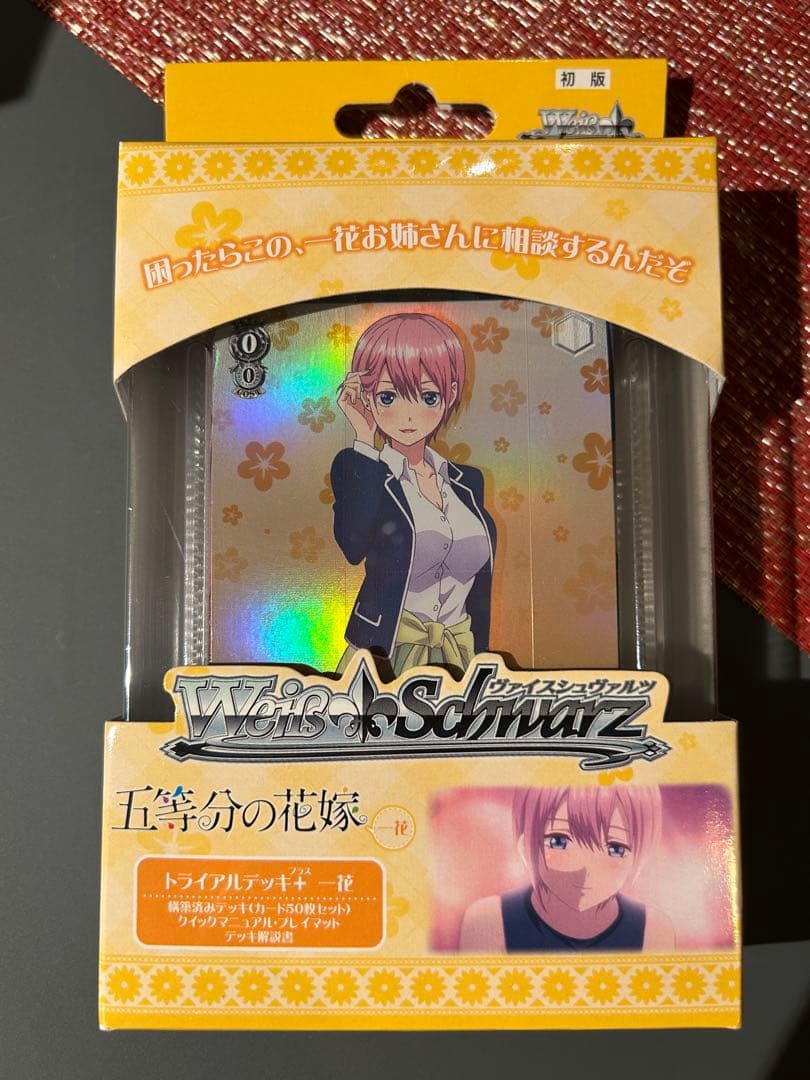 初版
Weiß Schwarz
困ったらこの、一花お姉さんに相談するんだぞ
0
0
COST
ヴァイスシュヴァルツ
Weiß Schwarz
五等分の花嫁
一花
プラス
トライアルデッキ+ 一花
構築済みデッキ(カード50枚セット)
クイックマニュアル・プレイマット
デッキ解説書